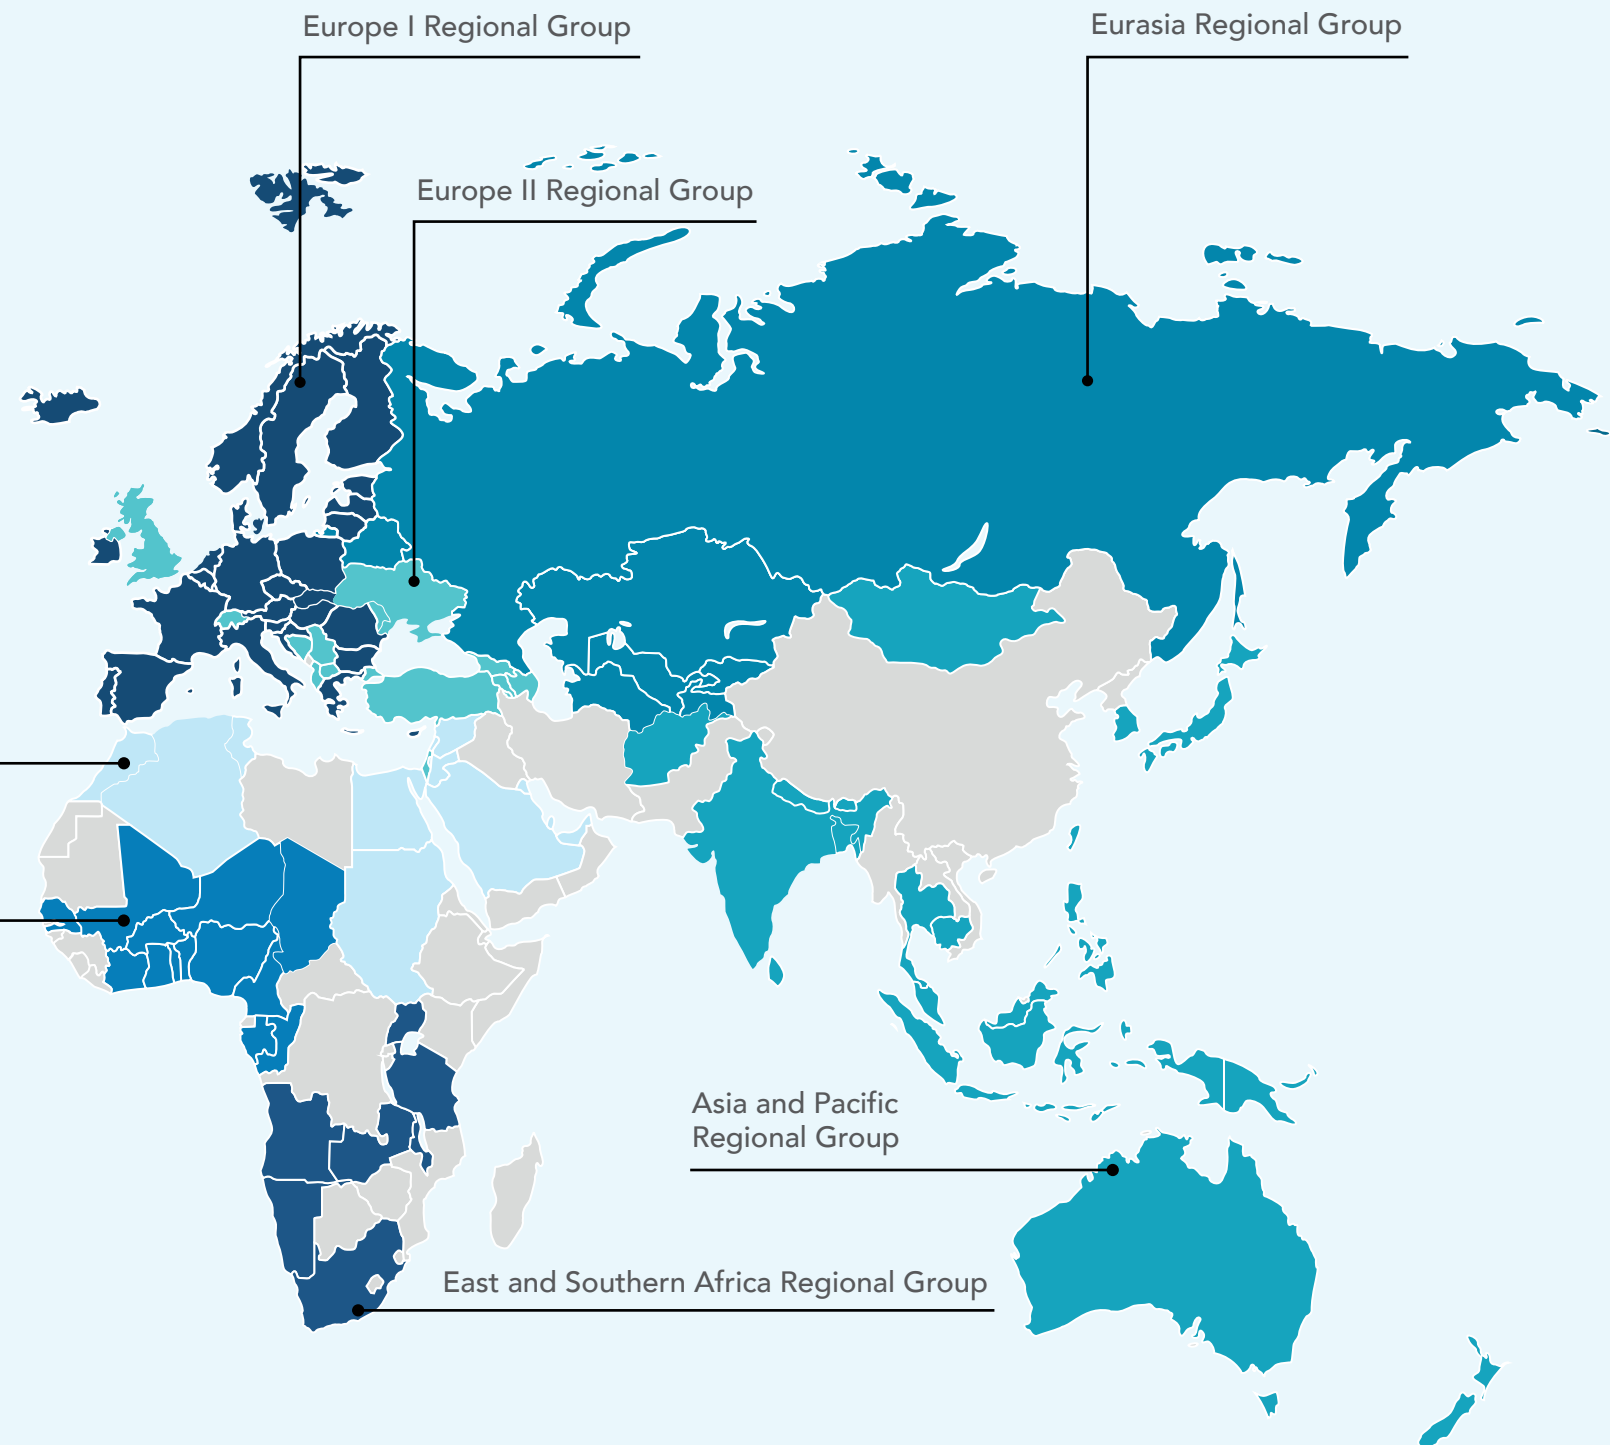 Europe I Regional Group
Eurasia Regional Group
Europe II Regional Group
Asia and Pacific
Regional Group
East and Southern Africa Regional Group